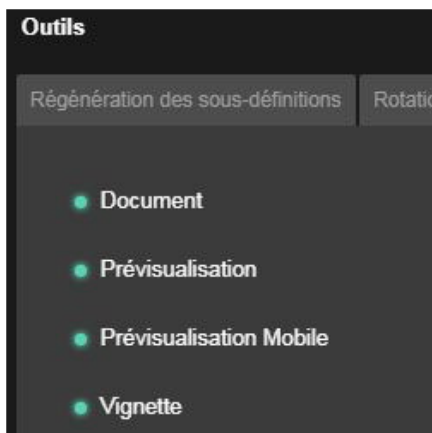 Outils
Régénération des sous-définitions
Document
Prévisualisation
Prévisualisation Mobile
Vignette